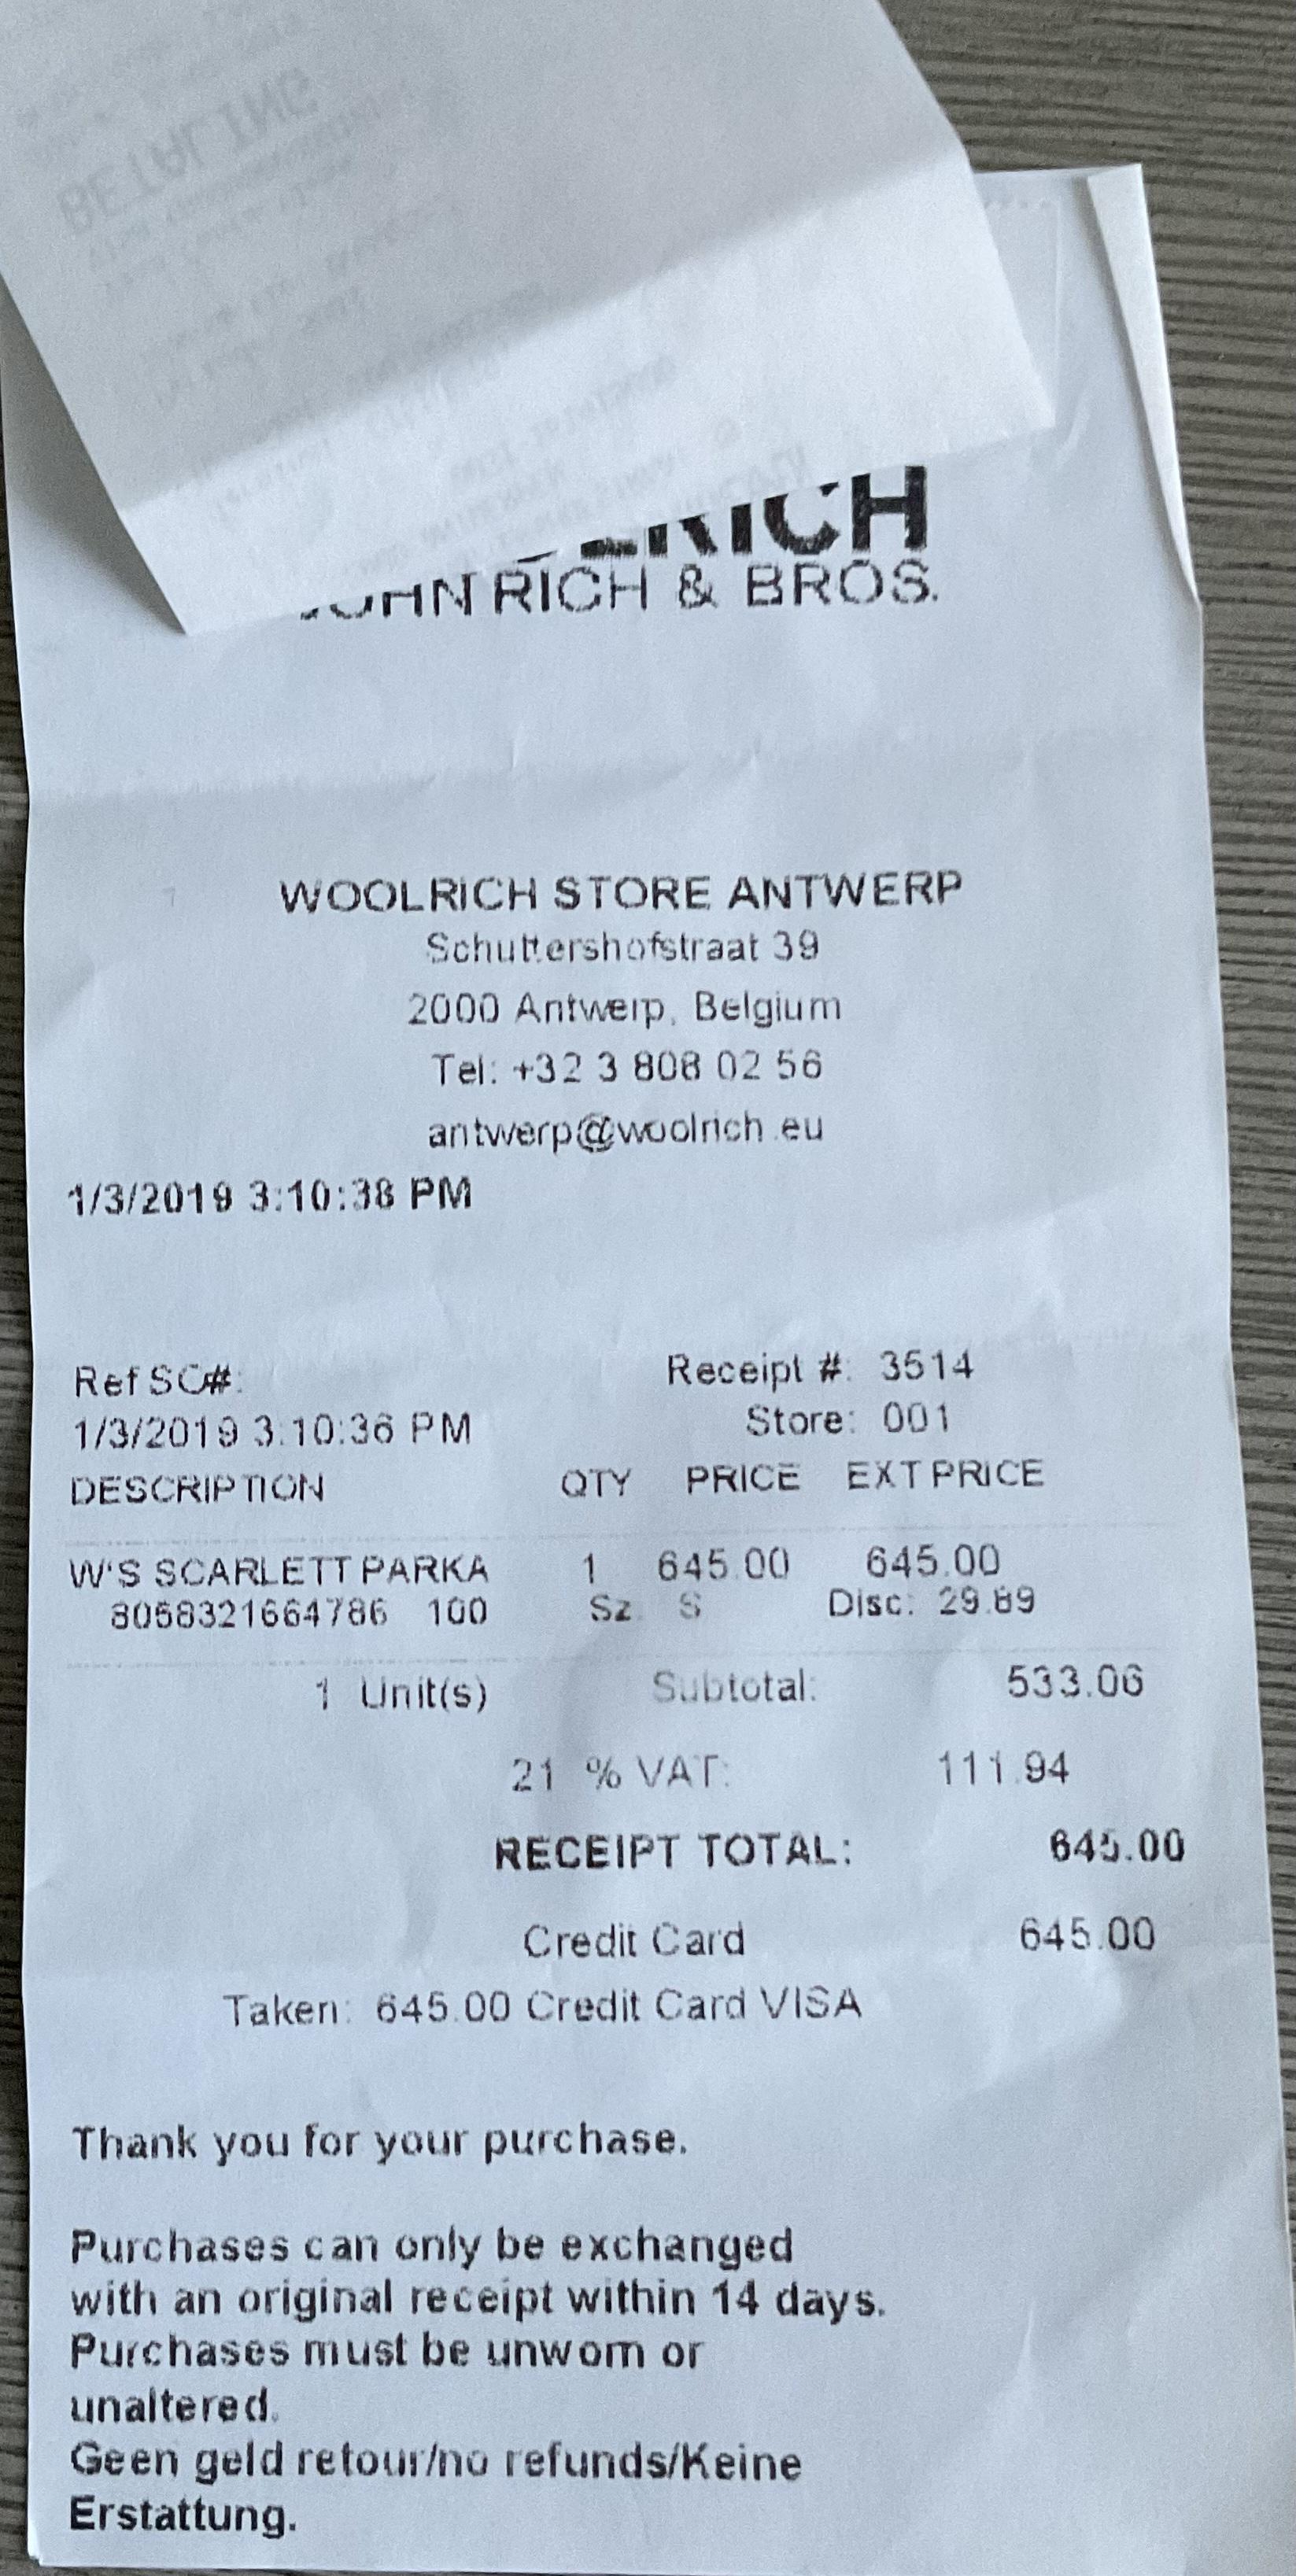 BETALING
RICH
JOHN RICH & BROS.
WOOLRICH STORE ANTWERP
Schuttershofstraat 39
2000 Antwerp, Belgium
Tel: +32 3 808 02 56
antwerp@woolrich.eu
1/3/2019 3:10:38 PM
Ref SO#: Receipt #: 3514
1/3/2019 3:10:36 PM Store: 001
DESCRIPTION QTY PRICE EXT PRICE
W'S SCARLETT PARKA 1 645.00 645.00
8058321664786 100 Sz S Disc: 29.89
1 Unit(s) Subtotal: 533.06
21 % VAT: 111.94
RECEIPT TOTAL: 645.00
Credit Card 645.00
Taken: 645.00 Credit Card VISA
Thank you for your purchase.
Purchases can only be exchanged
with an original receipt within 14 days.
Purchases must be unworn or
unaltered.
Geen geld retour/no refunds/Keine
Erstattung.